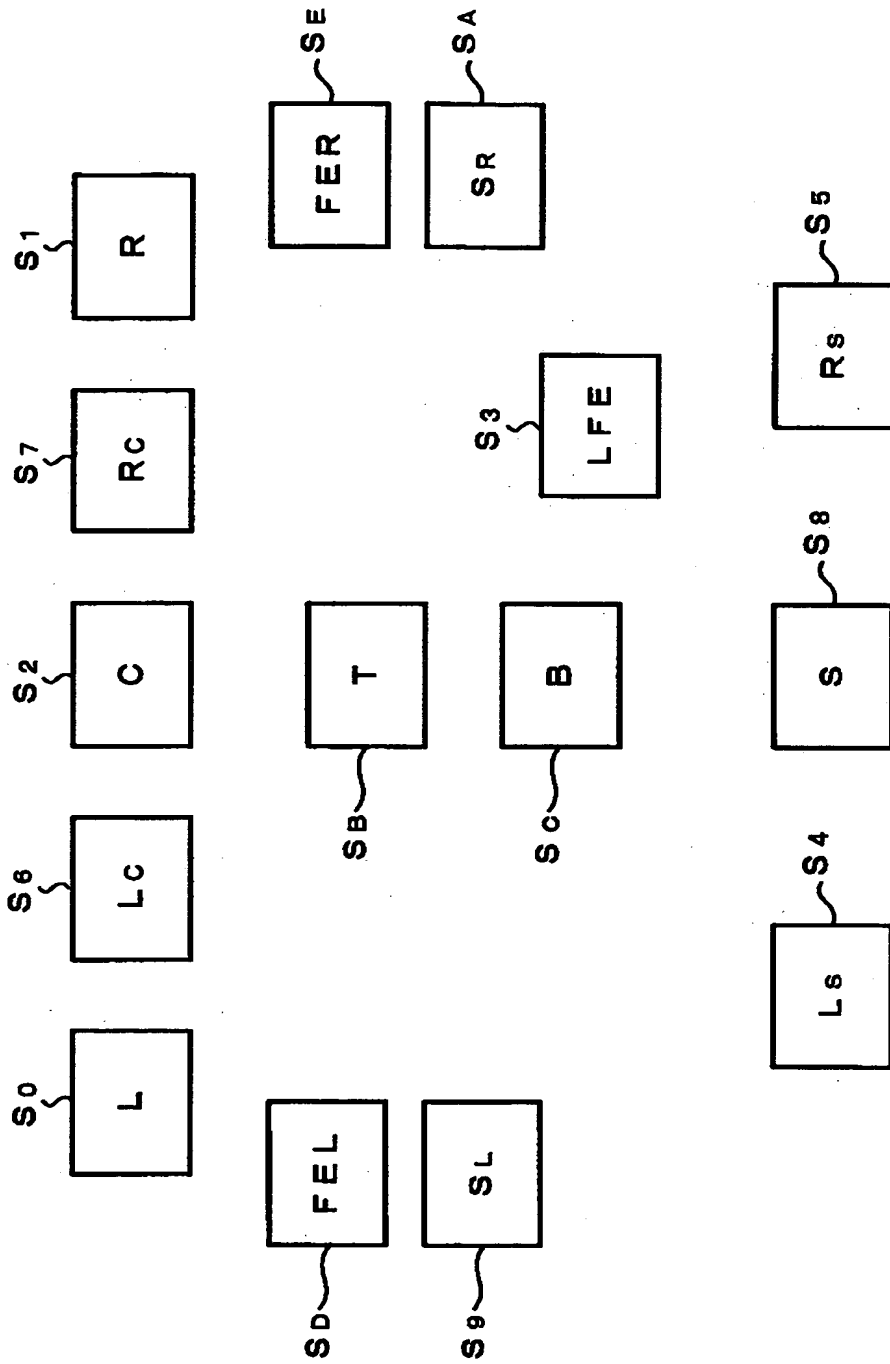 S0 S6 S2 S7 S1
L Lc C Rc R
SD FEL FER SE
SB T
S9 SL SR SA
S3
SC B LFE
S4 S8 S5
Ls S Rs